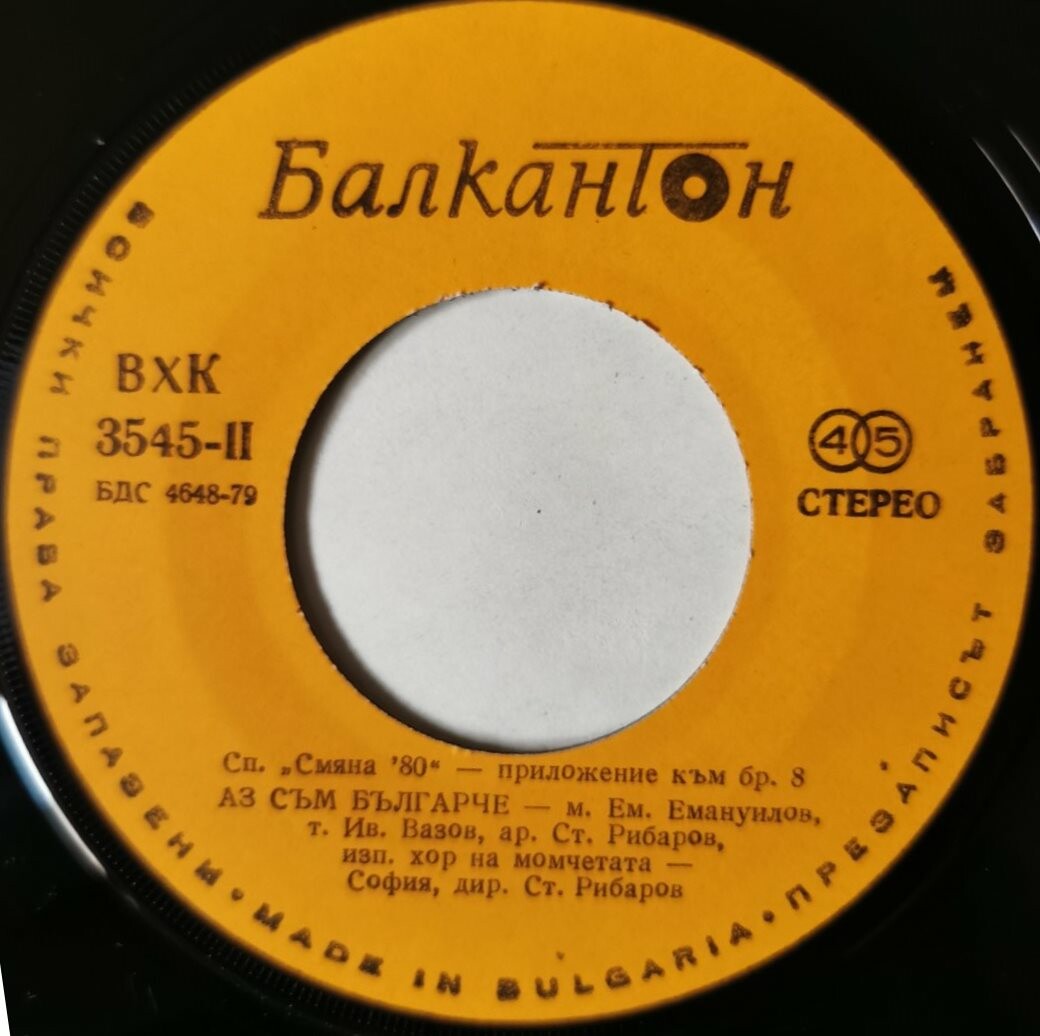 Балкантон
ВХК
3545-II
БДС 4648-79
45
СТЕРЕО
Сп. „Смяна '80“ — приложение към бр. 8
АЗ СЪМ БЪЛГАРЧЕ — м. Ем. Емануилов,
т. Ив. Вазов, ар. Ст. Рибаров,
изп. хор на момчетата —
София, дир. Ст. Рибаров
ВСИЧКИ ПРАВА ЗАПАЗЕНИ • MADE IN BULGARIA • ПРЕЗАПИСЪТ ЗАБРАНЕН